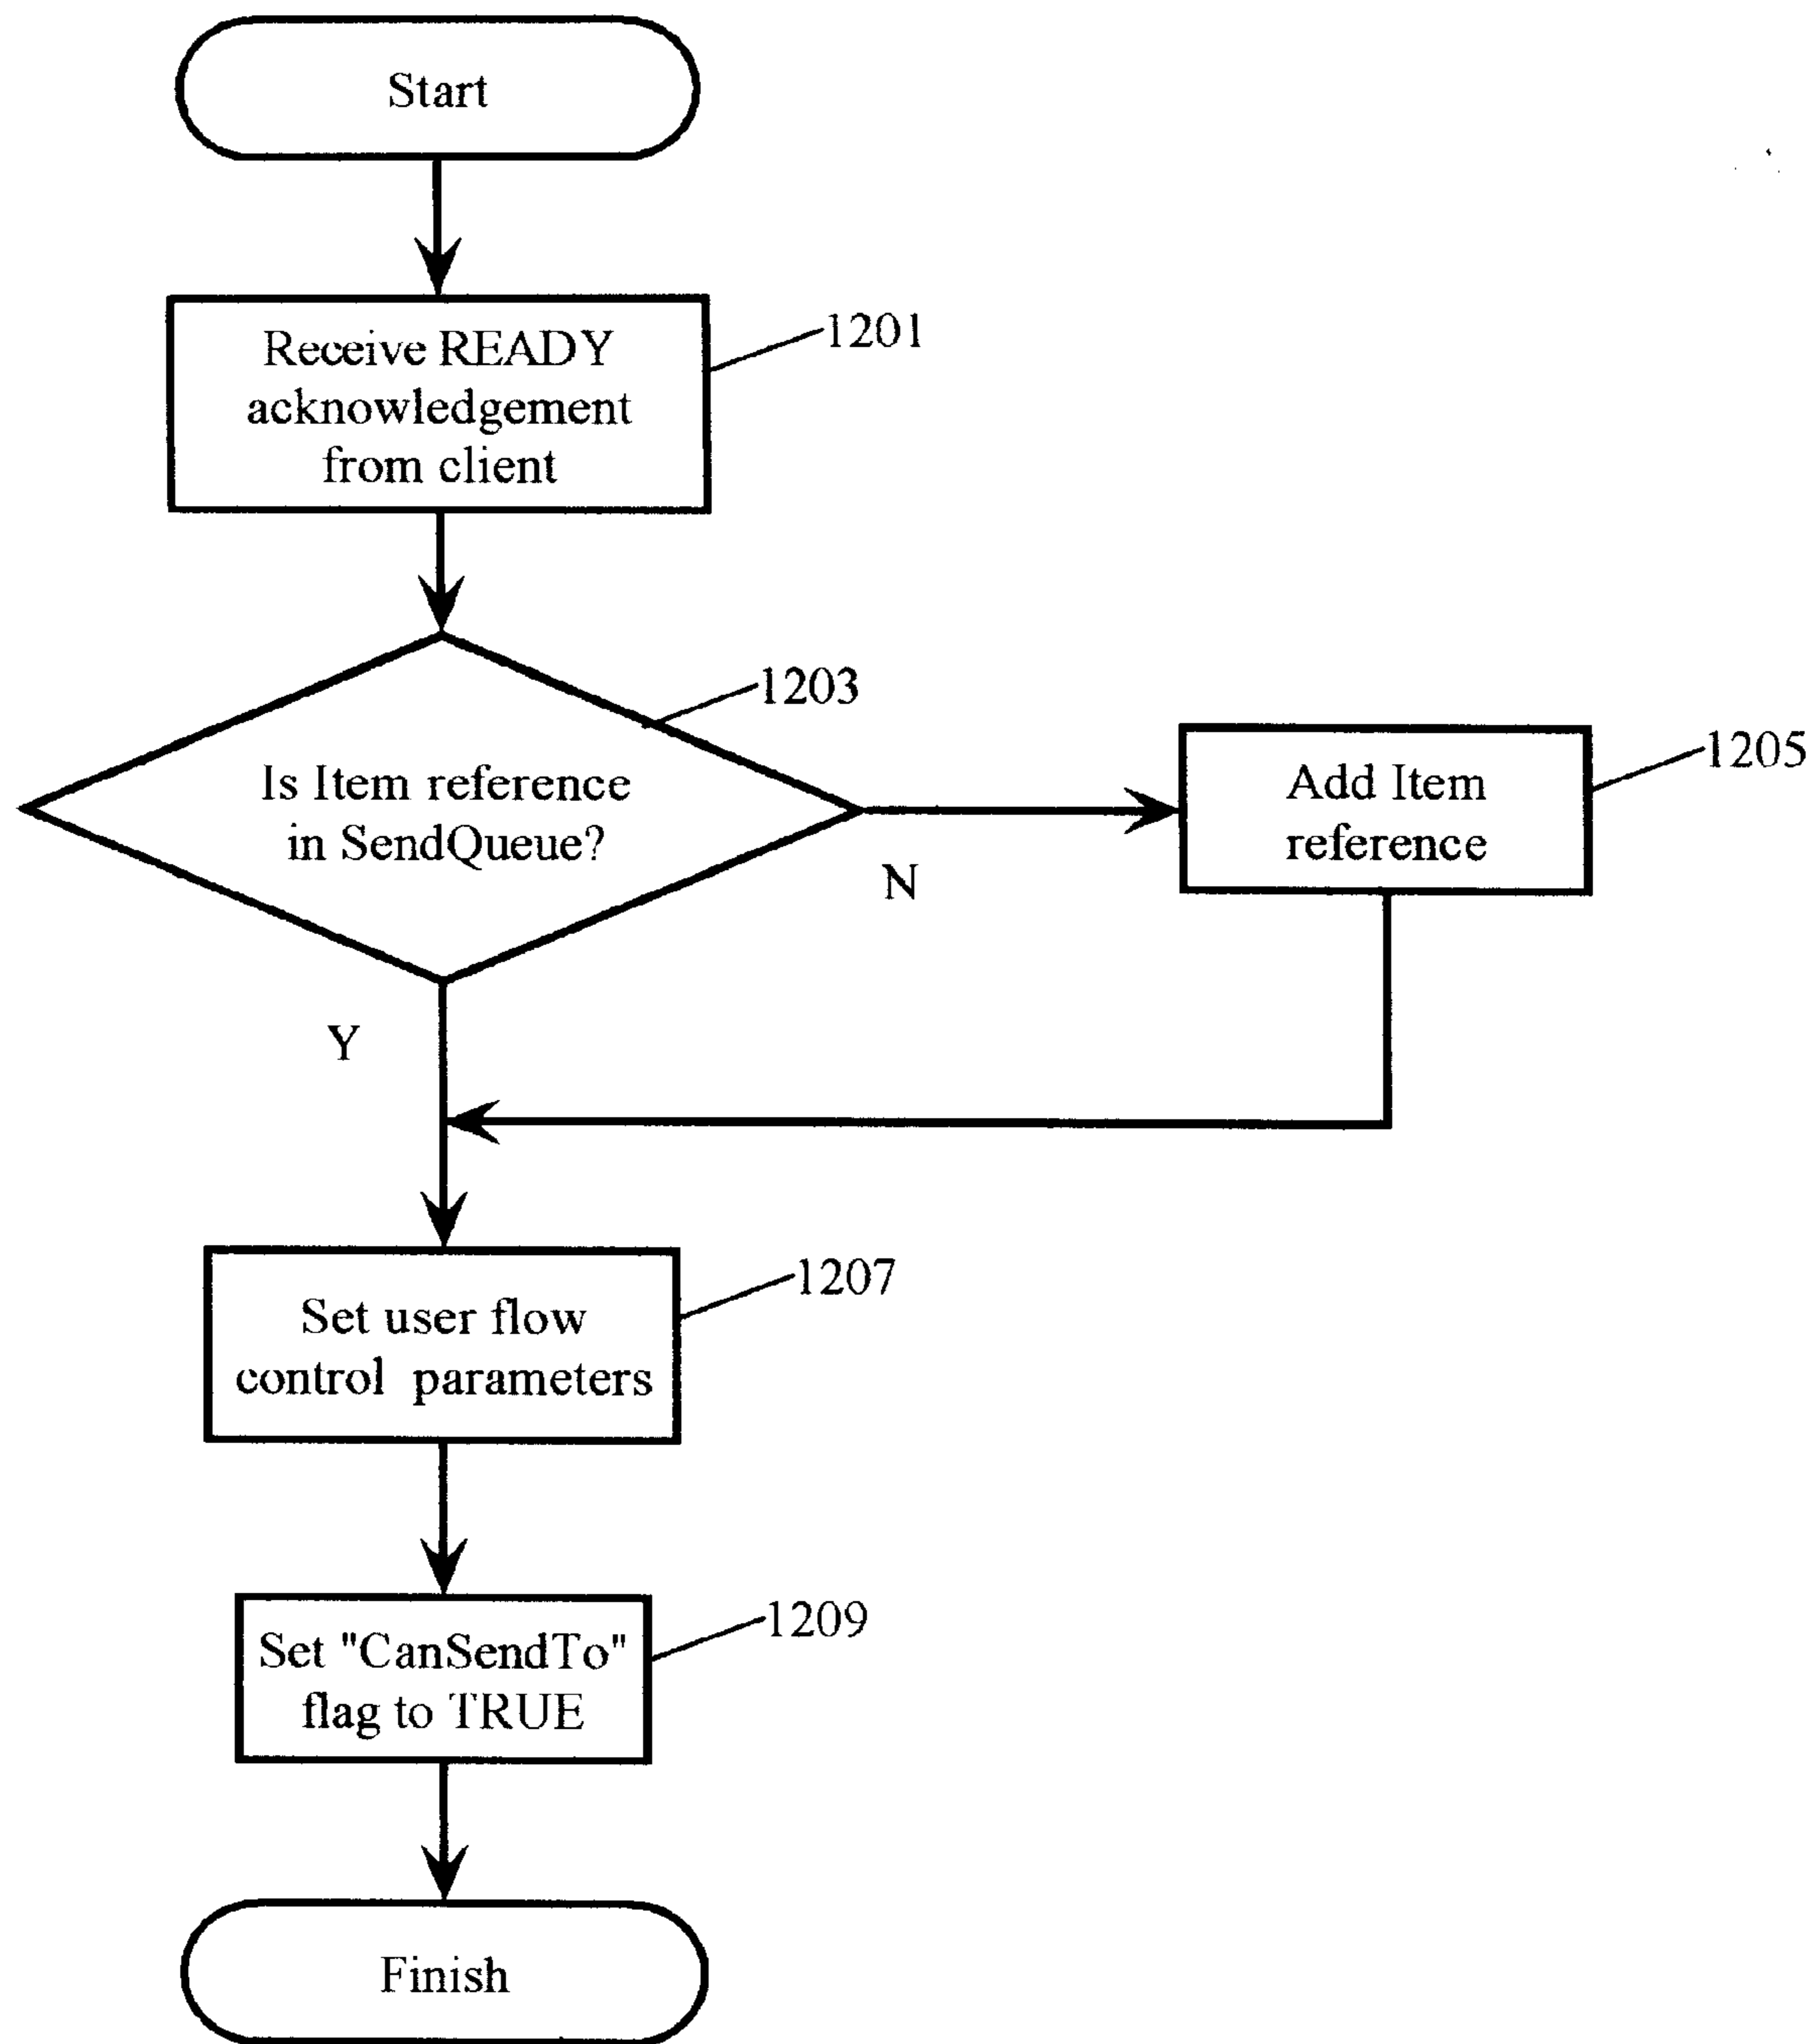 Start
Receive READY
acknowledgement
from client
1201
Is Item reference
in SendQueue?
1203
N
Add Item
reference
1205
Y
Set user flow
control parameters
1207
Set "CanSendTo"
flag to TRUE
1209
Finish